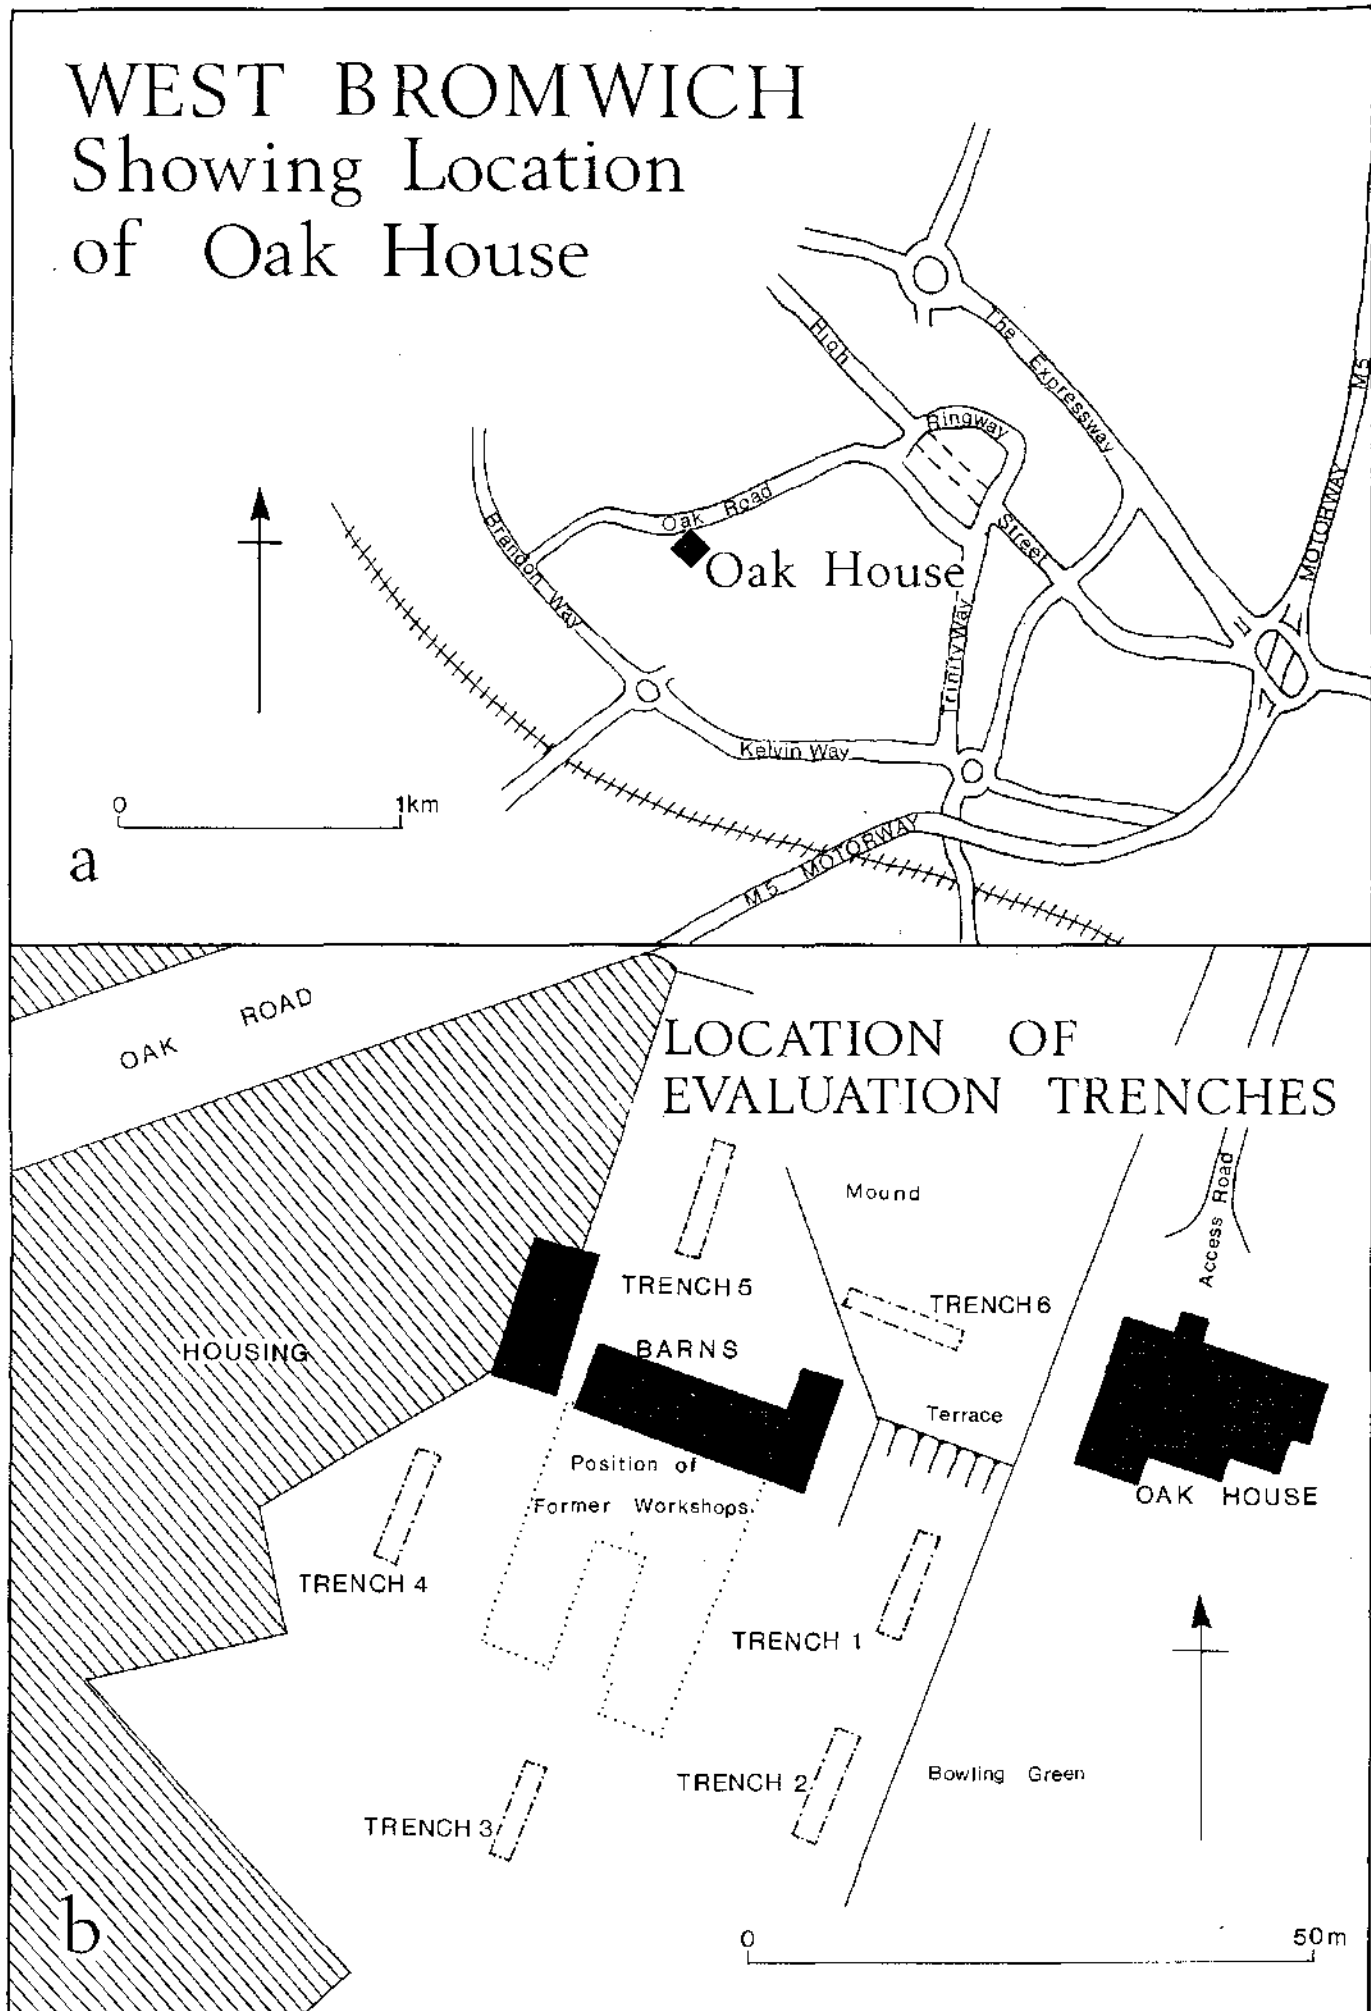 WEST BROMWICH
Showing Location
of Oak House
The Expressway
High
Ringway
M5
MOTORWAY
Oak Road
Street
Brandon Way
Oak House
Trinity Way
Kelvin Way
0
1km
M5 MOTORWAY
a
OAK ROAD
LOCATION OF
EVALUATION TRENCHES
Access Road
Mound
TRENCH 5
TRENCH 6
HOUSING
BARNS
Terrace
Position of
Former Workshops
OAK HOUSE
TRENCH 4
TRENCH 1
TRENCH 2
Bowling Green
TRENCH 3
b
0
50m